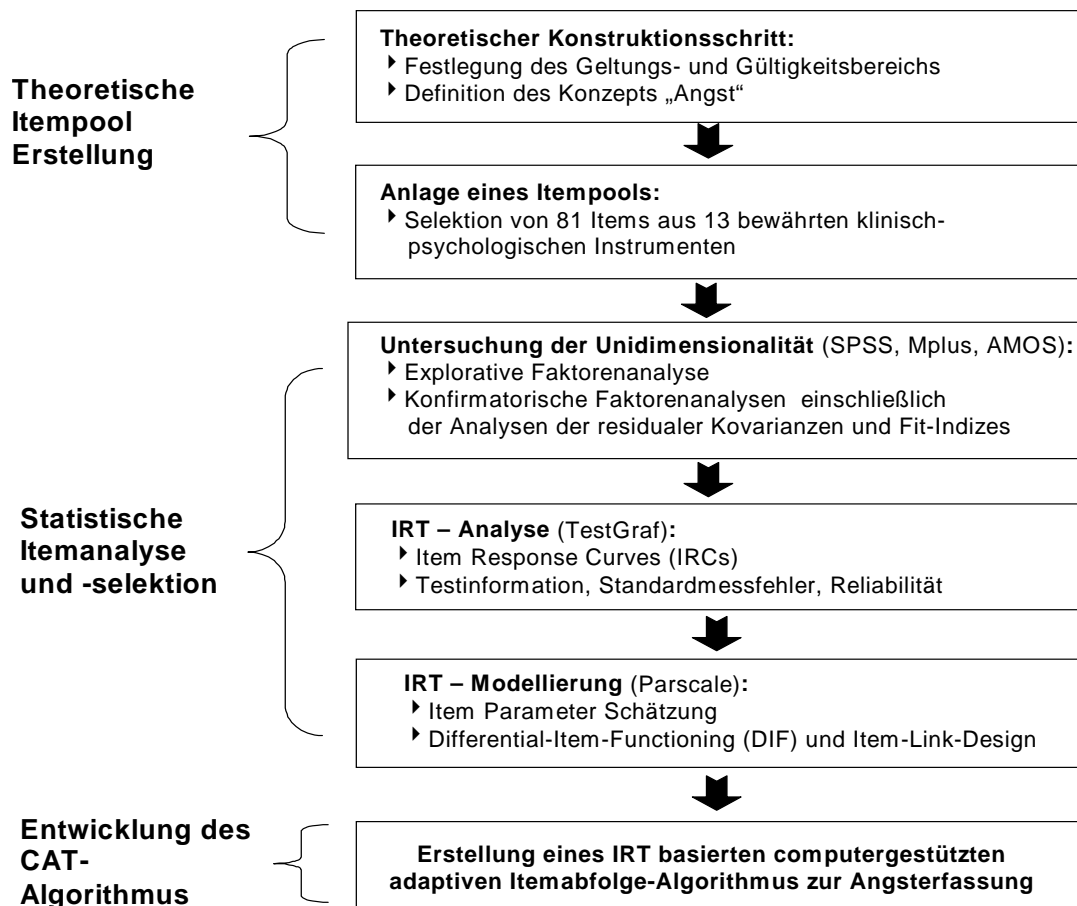 Theoretische
Itempool
Erstellung
Theoretischer Konstruktionsschritt:
Festlegung des Geltungs- und Gültigkeitsbereichs
Definition des Konzepts „Angst“
Anlage eines Itempools:
Selektion von 81 Items aus 13 bewährten klinisch-
psychologischen Instrumenten
Statistische
Itemanalyse
und -selektion
Untersuchung der Unidimensionalität (SPSS, Mplus, AMOS):
Explorative Faktorenanalyse
Konfirmatorische Faktorenanalysen einschließlich
der Analysen der residualer Kovarianzen und Fit-Indizes
IRT – Analyse (TestGraf):
Item Response Curves (IRCs)
Testinformation, Standardmessfehler, Reliabilität
IRT – Modellierung (Parscale):
Item Parameter Schätzung
Differential-Item-Functioning (DIF) und Item-Link-Design
Entwicklung des
CAT-
Algorithmus
Erstellung eines IRT basierten computergestützten
adaptiven Itemabfolge-Algorithmus zur Angsterfassung